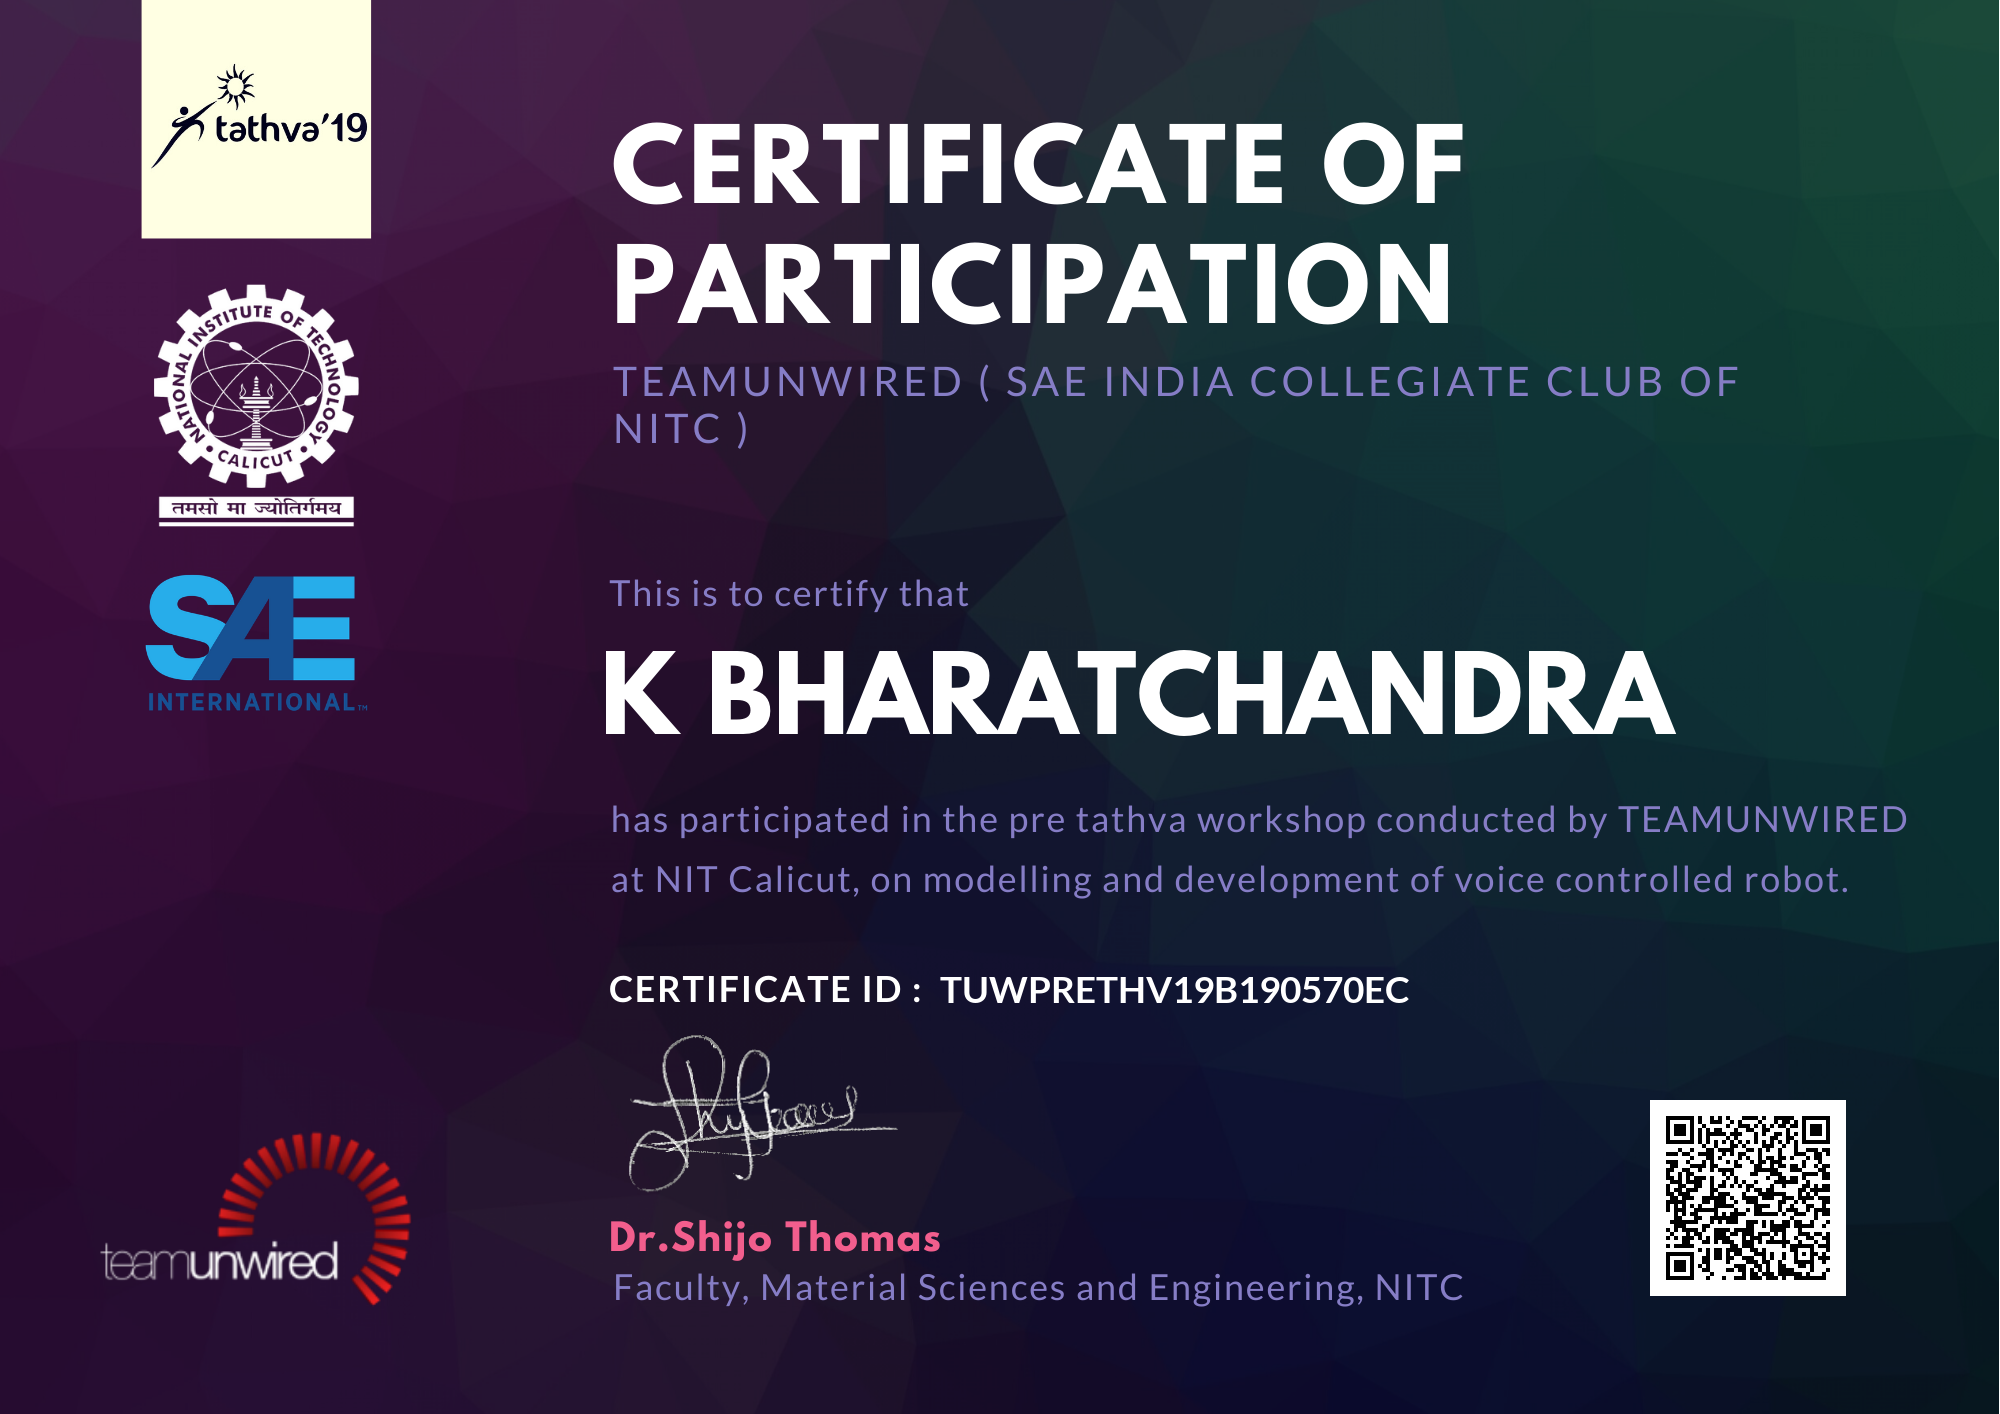 tathva'19
NATIONAL INSTITUTE OF TECHNOLOGY
• CALICUT •
तमसो मा ज्योतिर्गमय
SAE
INTERNATIONAL™
CERTIFICATE OF
PARTICIPATION
TEAMUNWIRED ( SAE INDIA COLLEGIATE CLUB OF
NITC )
This is to certify that
K BHARATCHANDRA
has participated in the pre tathva workshop conducted by TEAMUNWIRED
at NIT Calicut, on modelling and development of voice controlled robot.
CERTIFICATE ID : TUWPRETHV19B190570EC
Dr.Shijo Thomas
Faculty, Material Sciences and Engineering, NITC
teamunwired